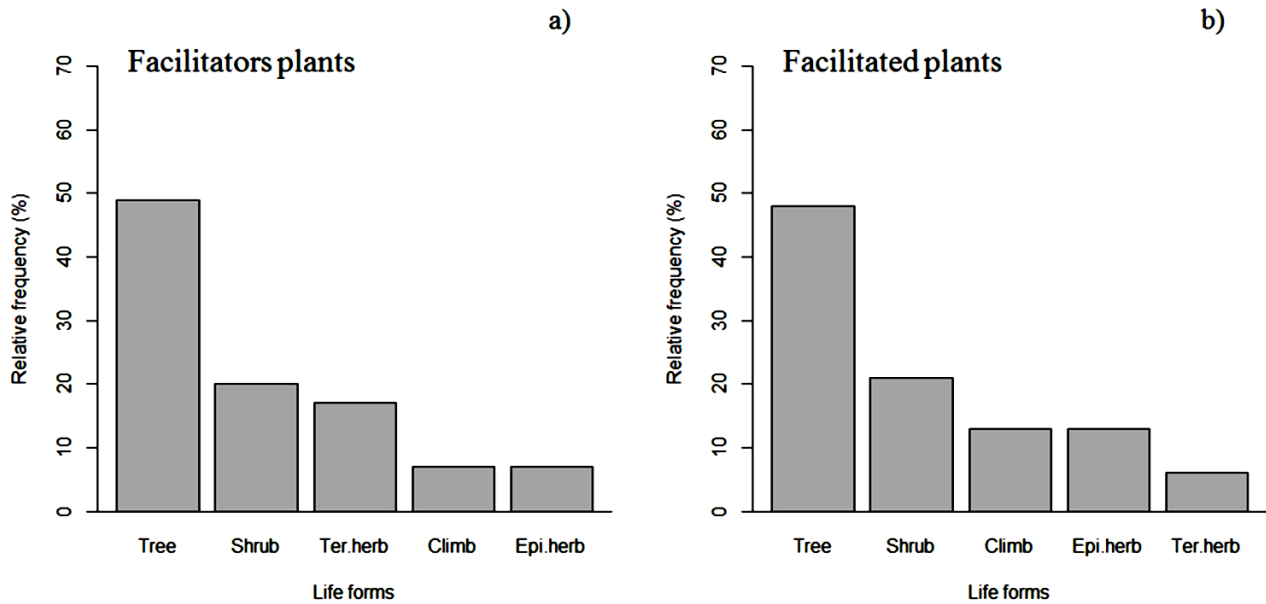 a)
Facilitators plants
Relative frequency (%)
70
60
50
40
30
20
10
0
Tree Shrub Ter.herb Climb Epi.herb
Life forms
b)
Facilitated plants
Relative frequency (%)
70
60
50
40
30
20
10
0
Tree Shrub Climb Epi.herb Ter.herb
Life forms